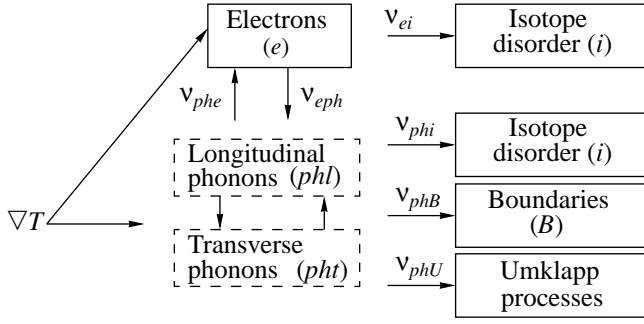 Electrons
(e)
ν_ei
Isotope
disorder (i)
ν_phe
ν_eph
Longitudinal
phonons (phl)
ν_phi
Isotope
disorder (i)
ν_phB
Boundaries
(B)
▽T
Transverse
phonons (pht)
ν_phU
Umklapp
processes